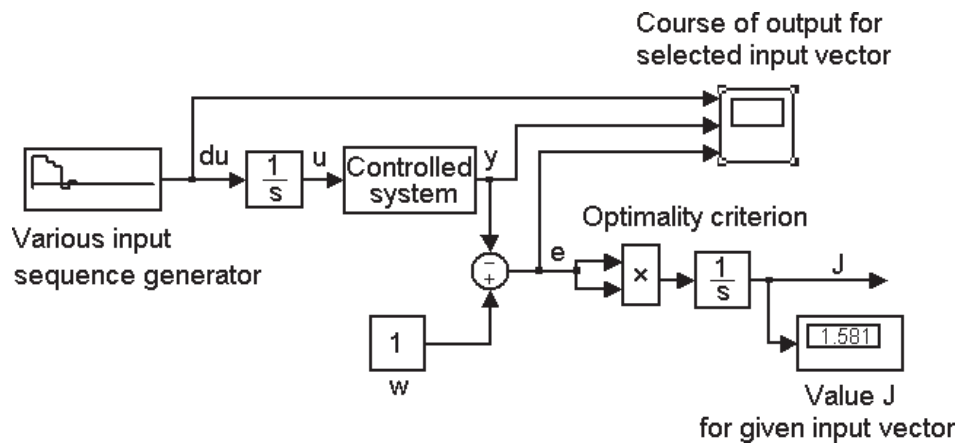 Course of output for
selected input vector
du
1
s
u
Controlled
system
y
Various input
sequence generator
Optimality criterion
−
+
e
×
1
s
J
1
w
1.581
Value J
for given input vector